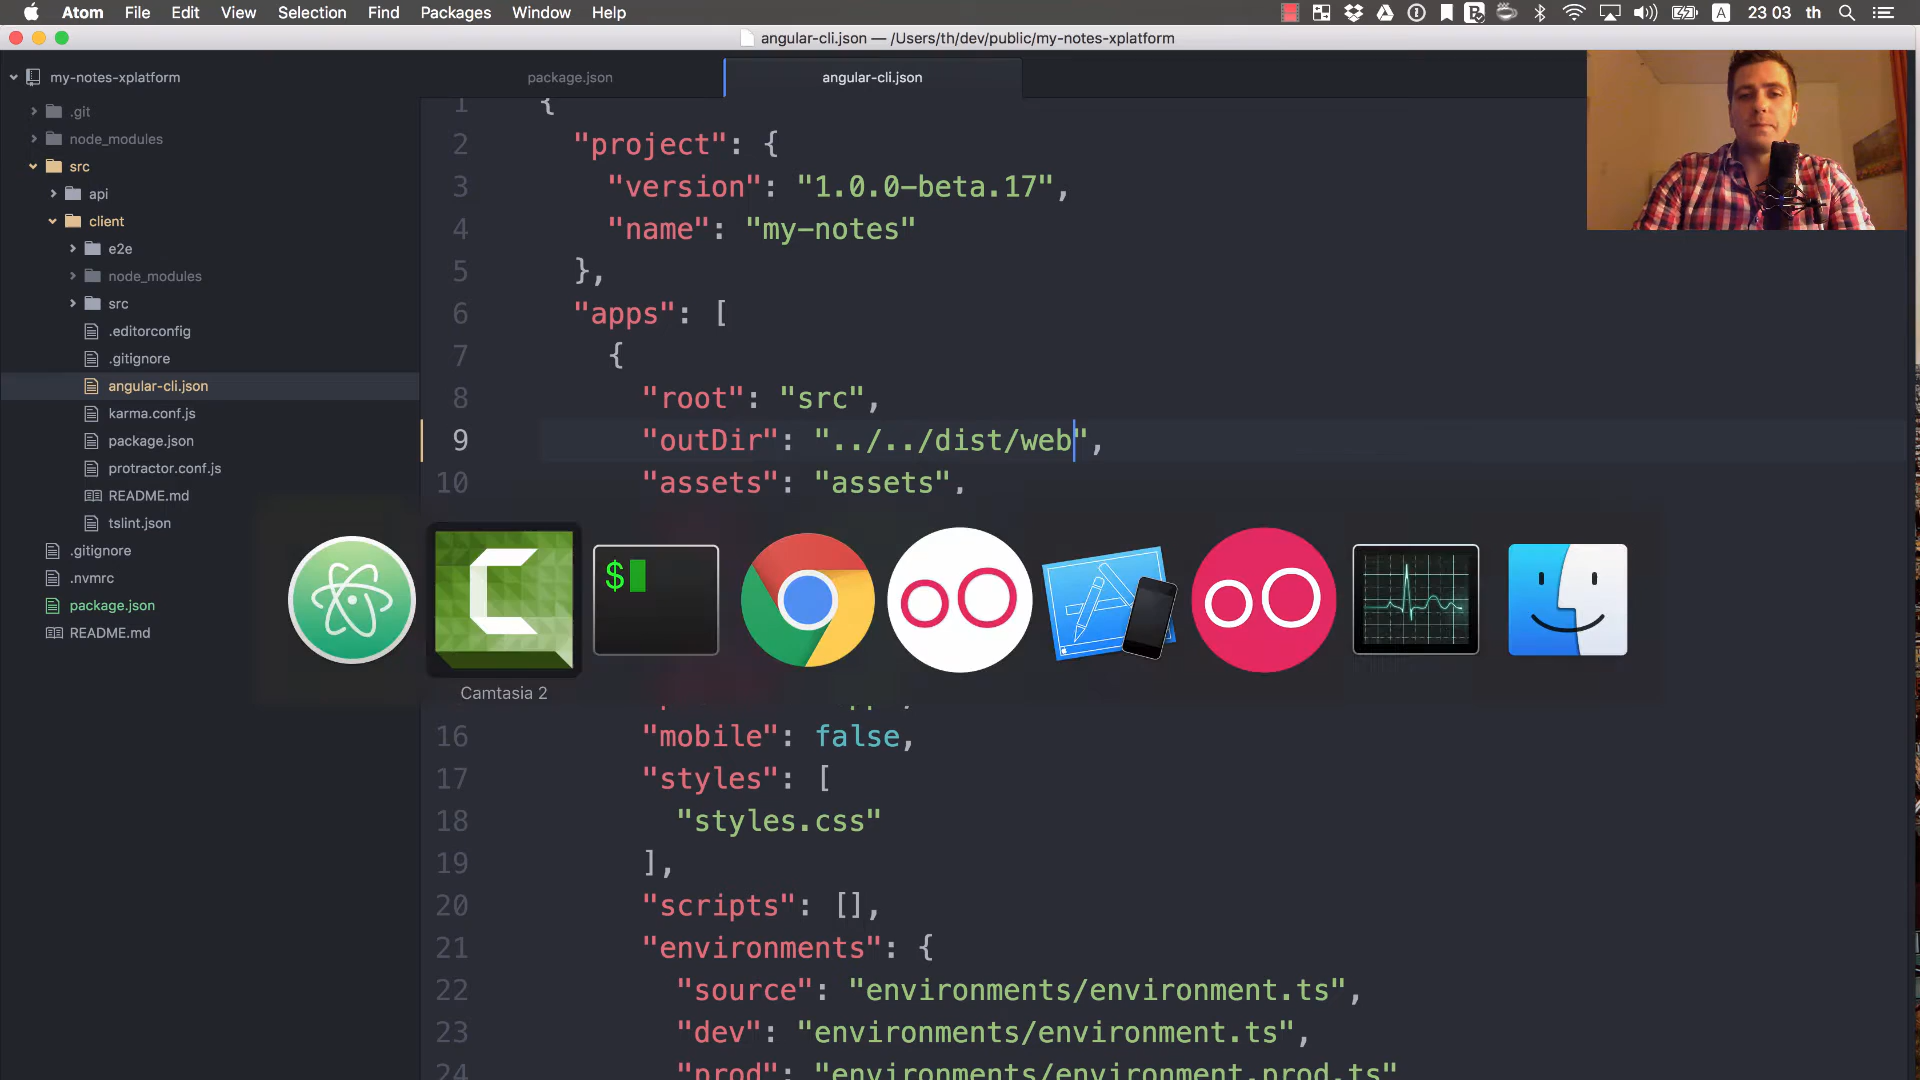 Atom File Edit View Selection Find Packages Window Help
A 23 03 th
angular-cli.json — /Users/th/dev/public/my-notes-xplatform
my-notes-xplatform
package.json
angular-cli.json
.git
node_modules
src
api
client
e2e
node_modules
src
.editorconfig
.gitignore
angular-cli.json
karma.conf.js
package.json
protractor.conf.js
README.md
tslint.json
.gitignore
.nvmrc
package.json
README.md
1 {
2 "project": {
3 "version": "1.0.0-beta.17",
4 "name": "my-notes"
5 },
6 "apps": [
7 {
8 "root": "src",
9 "outDir": "../../dist/web",
10 "assets": "assets",
$
Camtasia 2
16 "mobile": false,
17 "styles": [
18 "styles.css"
19 ],
20 "scripts": [],
21 "environments": {
22 "source": "environments/environment.ts",
23 "dev": "environments/environment.ts",
24 "prod": "environments/environment.prod.ts"